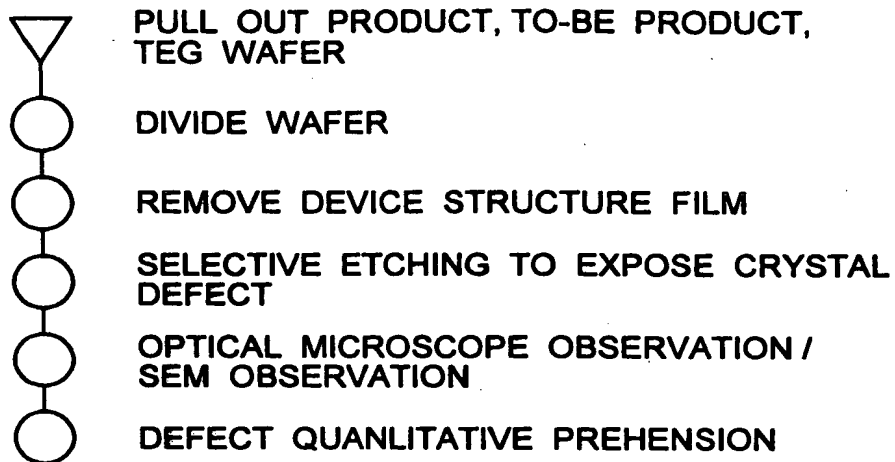 PULL OUT PRODUCT, TO-BE PRODUCT,
TEG WAFER
DIVIDE WAFER
REMOVE DEVICE STRUCTURE FILM
SELECTIVE ETCHING TO EXPOSE CRYSTAL
DEFECT
OPTICAL MICROSCOPE OBSERVATION /
SEM OBSERVATION
DEFECT QUANLITATIVE PREHENSION